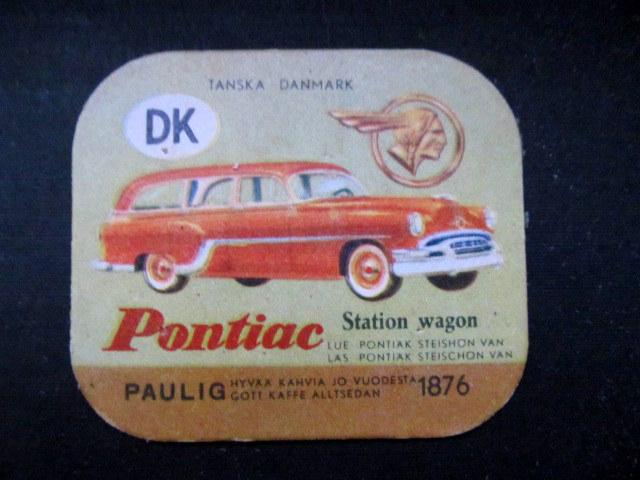 TANSKA DANMARK
DK
Pontiac Station wagon
LUE PONTIAK STEISHON VAN
LAS PONTIAK STEISCHON VAN
PAULIG HYVÄÄ KAHVIA JO VUODESTA 1876
GOTT KAFFE ALLTSEDAN